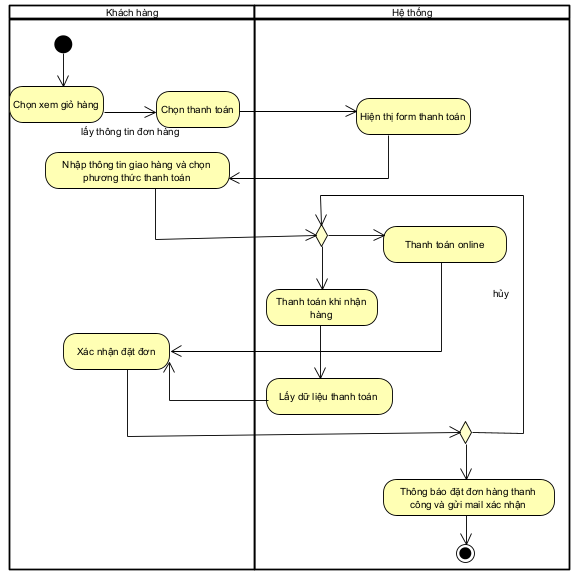 Khách hàng
Hệ thống
Chọn xem giỏ hàng
Chọn thanh toán
Hiện thị form thanh toán
lấy thông tin đơn hàng
Nhập thông tin giao hàng và chọn
phương thức thanh toán
Thanh toán online
hủy
Thanh toán khi nhận
hàng
Xác nhận đặt đơn
Lấy dữ liệu thanh toán
Thông báo đặt đơn hàng thanh
công và gửi mail xác nhận